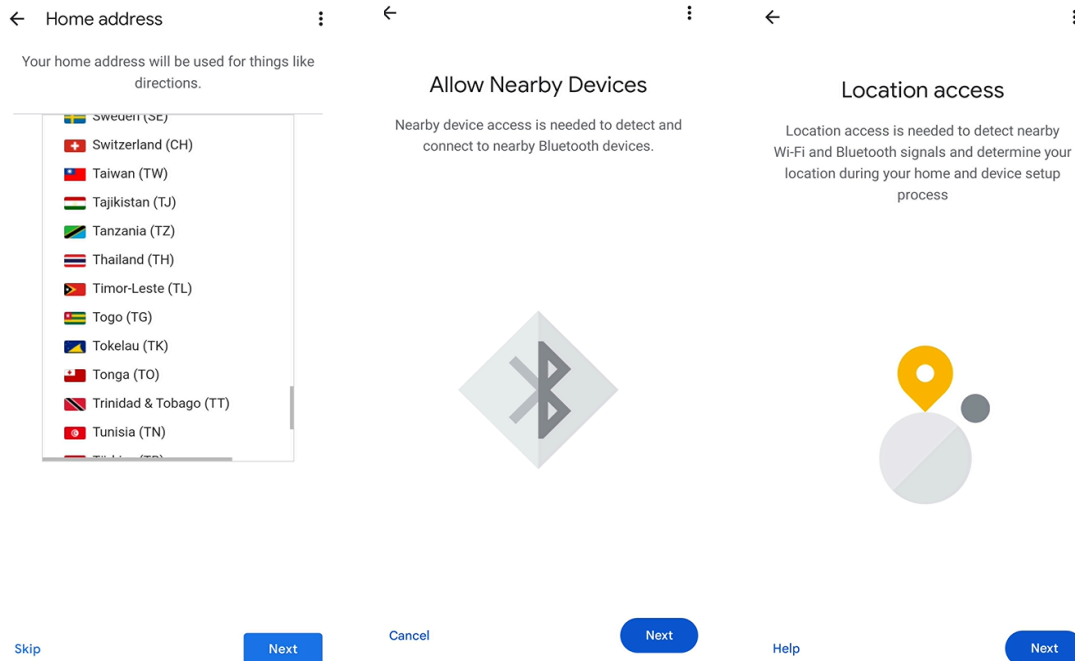 Home address
Your home address will be used for things like
directions.
Sweden (SE)
Switzerland (CH)
Taiwan (TW)
Tajikistan (TJ)
Tanzania (TZ)
Thailand (TH)
Timor-Leste (TL)
Togo (TG)
Tokelau (TK)
Tonga (TO)
Trinidad & Tobago (TT)
Tunisia (TN)
Skip
Next
Allow Nearby Devices
Nearby device access is needed to detect and
connect to nearby Bluetooth devices.
Cancel
Next
Location access
Location access is needed to detect nearby
Wi-Fi and Bluetooth signals and determine your
location during your home and device setup
process
Help
Next